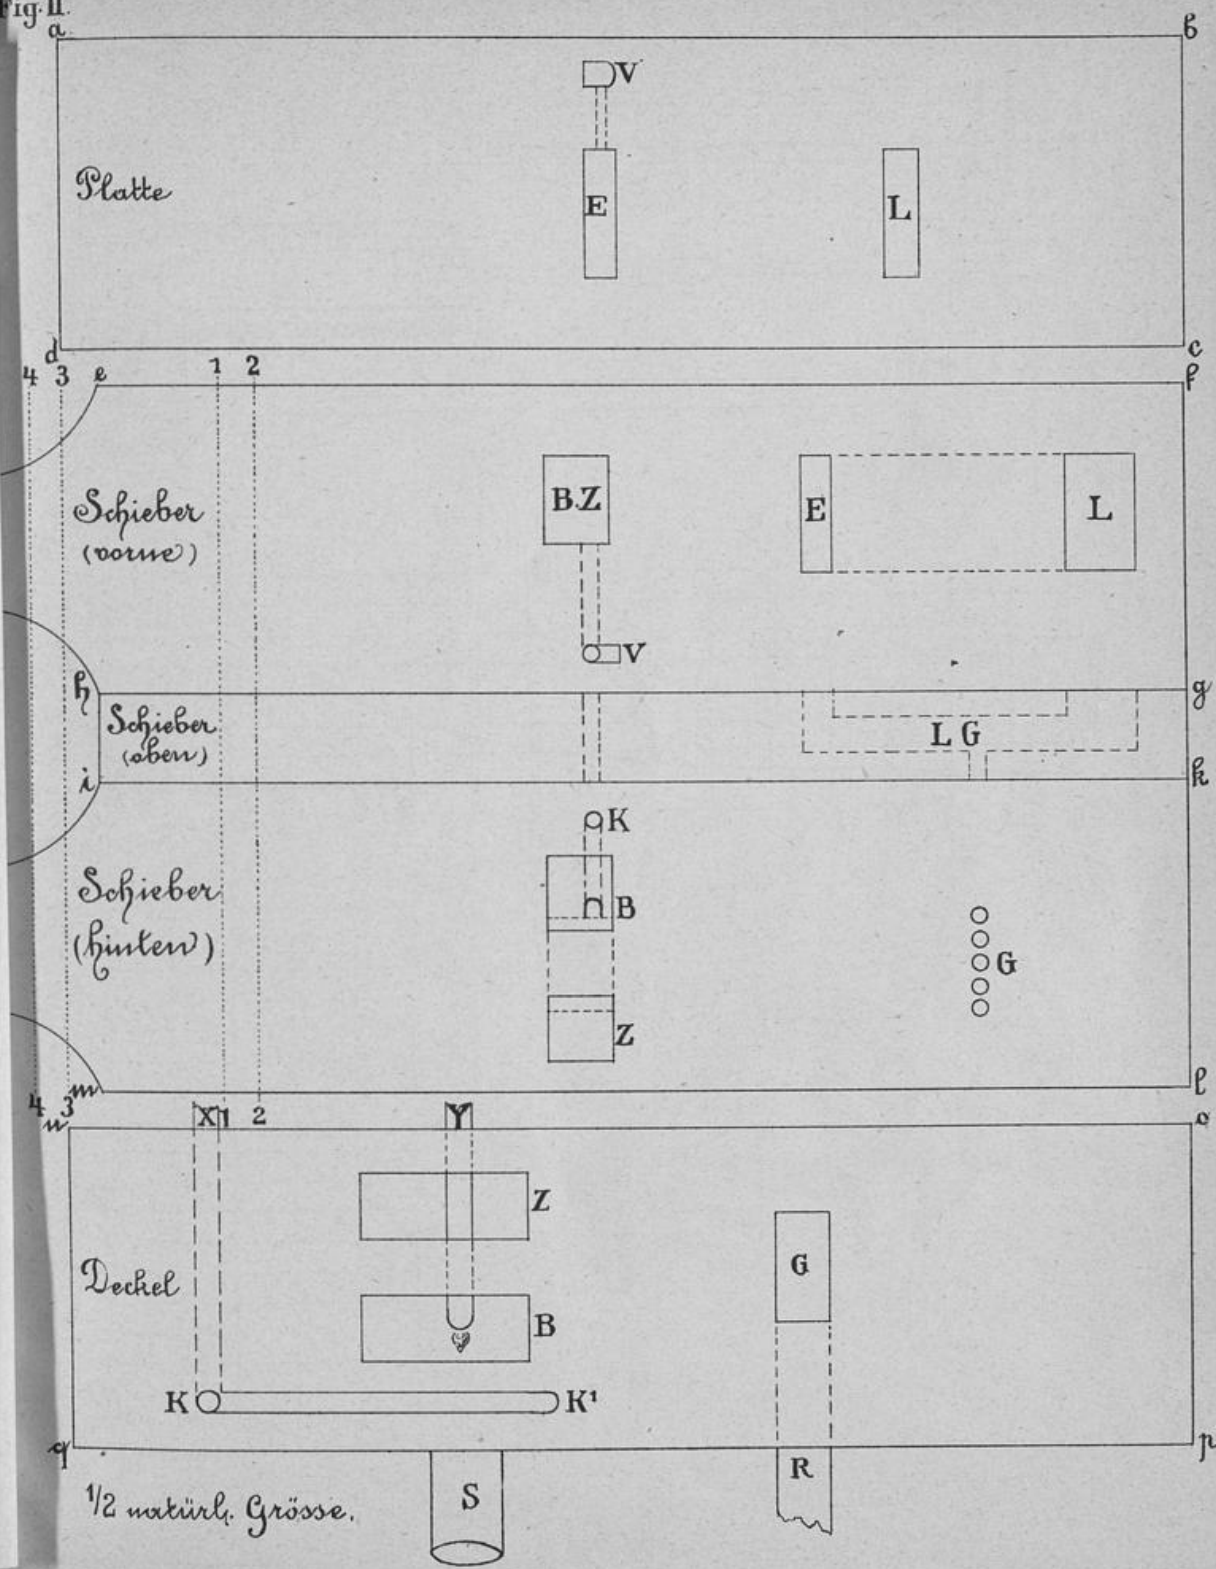 Fig. II.
a b
V
Platte
E L
d c
4 3 e 1 2 f
Schieber
(vorne)
B.Z E L
V
h g
Schieber
(oben)
L G
i k
K
Schieber
(hinten)
B
G
Z
m l
4 3 X 1 2 Y
n o
Z
Deckel
G
B
K K¹
q p
R
S
1/2 natürl. Grösse.